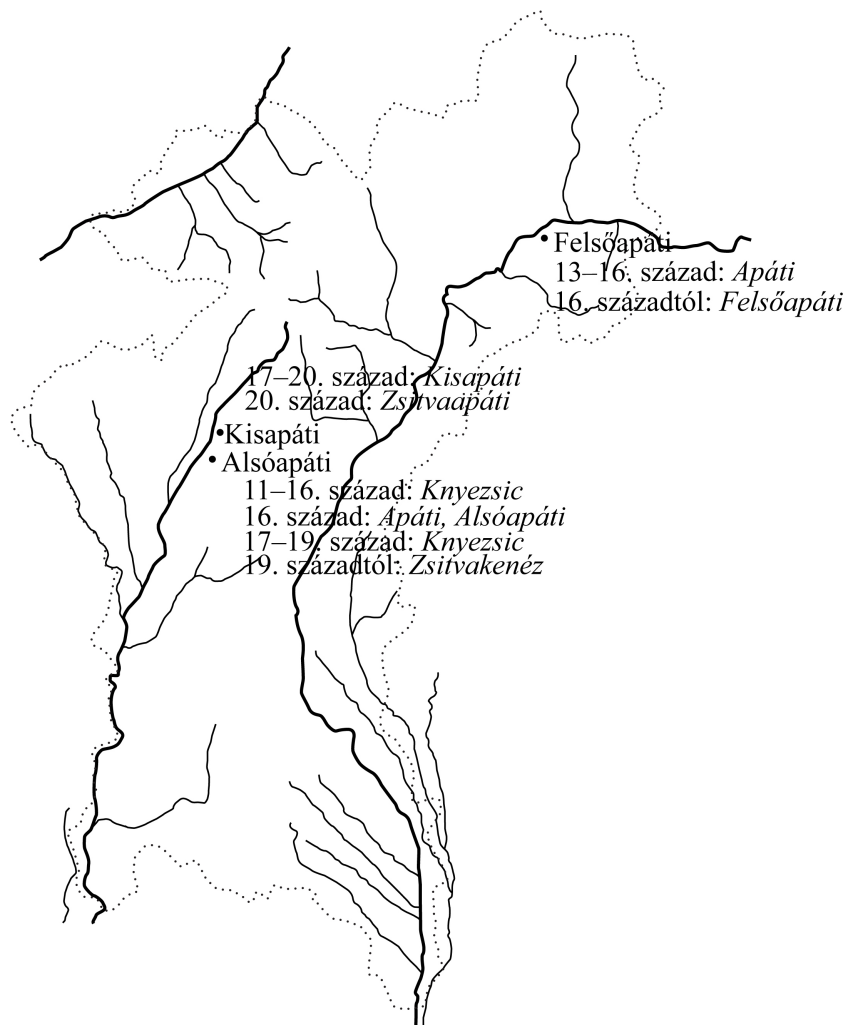 Felsőapáti
13–16. század: Apáti
16. századtól: Felsőapáti
17–20. század: Kisapáti
20. század: Zsitvaapáti
Kisapáti
Alsóapáti
11–16. század: Knyezsic
16. század: Apáti, Alsóapáti
17–19. század: Knyezsic
19. századtól: Zsitvakenéz